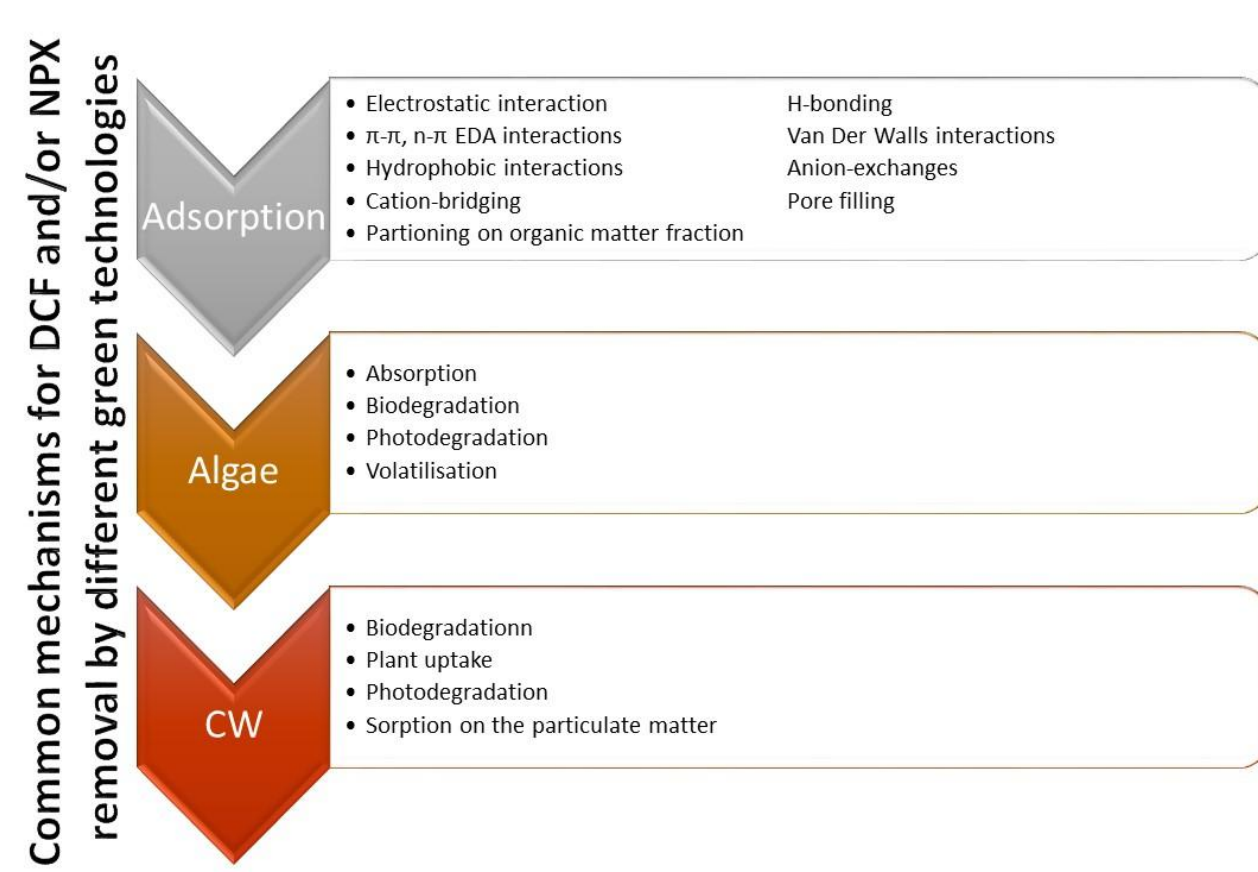 Common mechanisms for DCF and/or NPX
removal by different green technologies
Adsorption
• Electrostatic interaction
• π-π, n-π EDA interactions
• Hydrophobic interactions
• Cation-bridging
• Partioning on organic matter fraction
H-bonding
Van Der Walls interactions
Anion-exchanges
Pore filling
Algae
• Absorption
• Biodegradation
• Photodegradation
• Volatilisation
CW
• Biodegradationn
• Plant uptake
• Photodegradation
• Sorption on the particulate matter